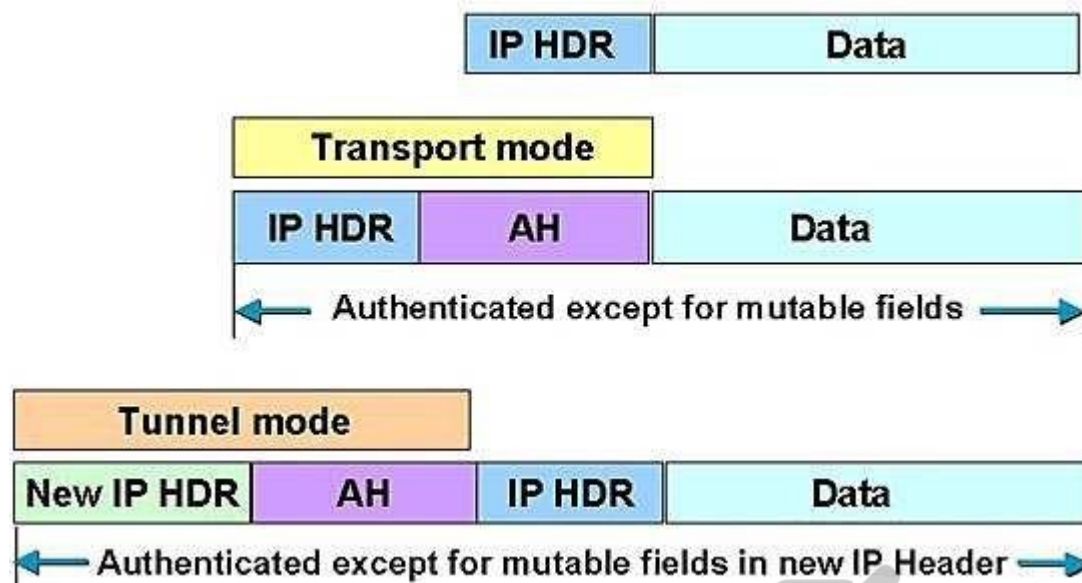 IP HDR Data
Transport mode
IP HDR AH Data
Authenticated except for mutable fields
Tunnel mode
New IP HDR AH IP HDR Data
Authenticated except for mutable fields in new IP Header